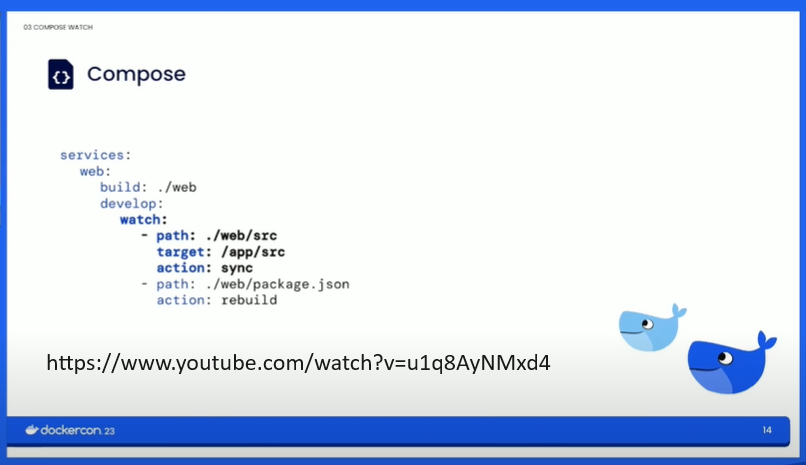 03 COMPOSE WATCH
{} Compose
services:
  web:
    build: ./web
    develop:
      watch:
        - path: ./web/src
          target: /app/src
          action: sync
        - path: ./web/package.json
          action: rebuild
https://www.youtube.com/watch?v=u1q8AyNMxd4
dockercon.23
14